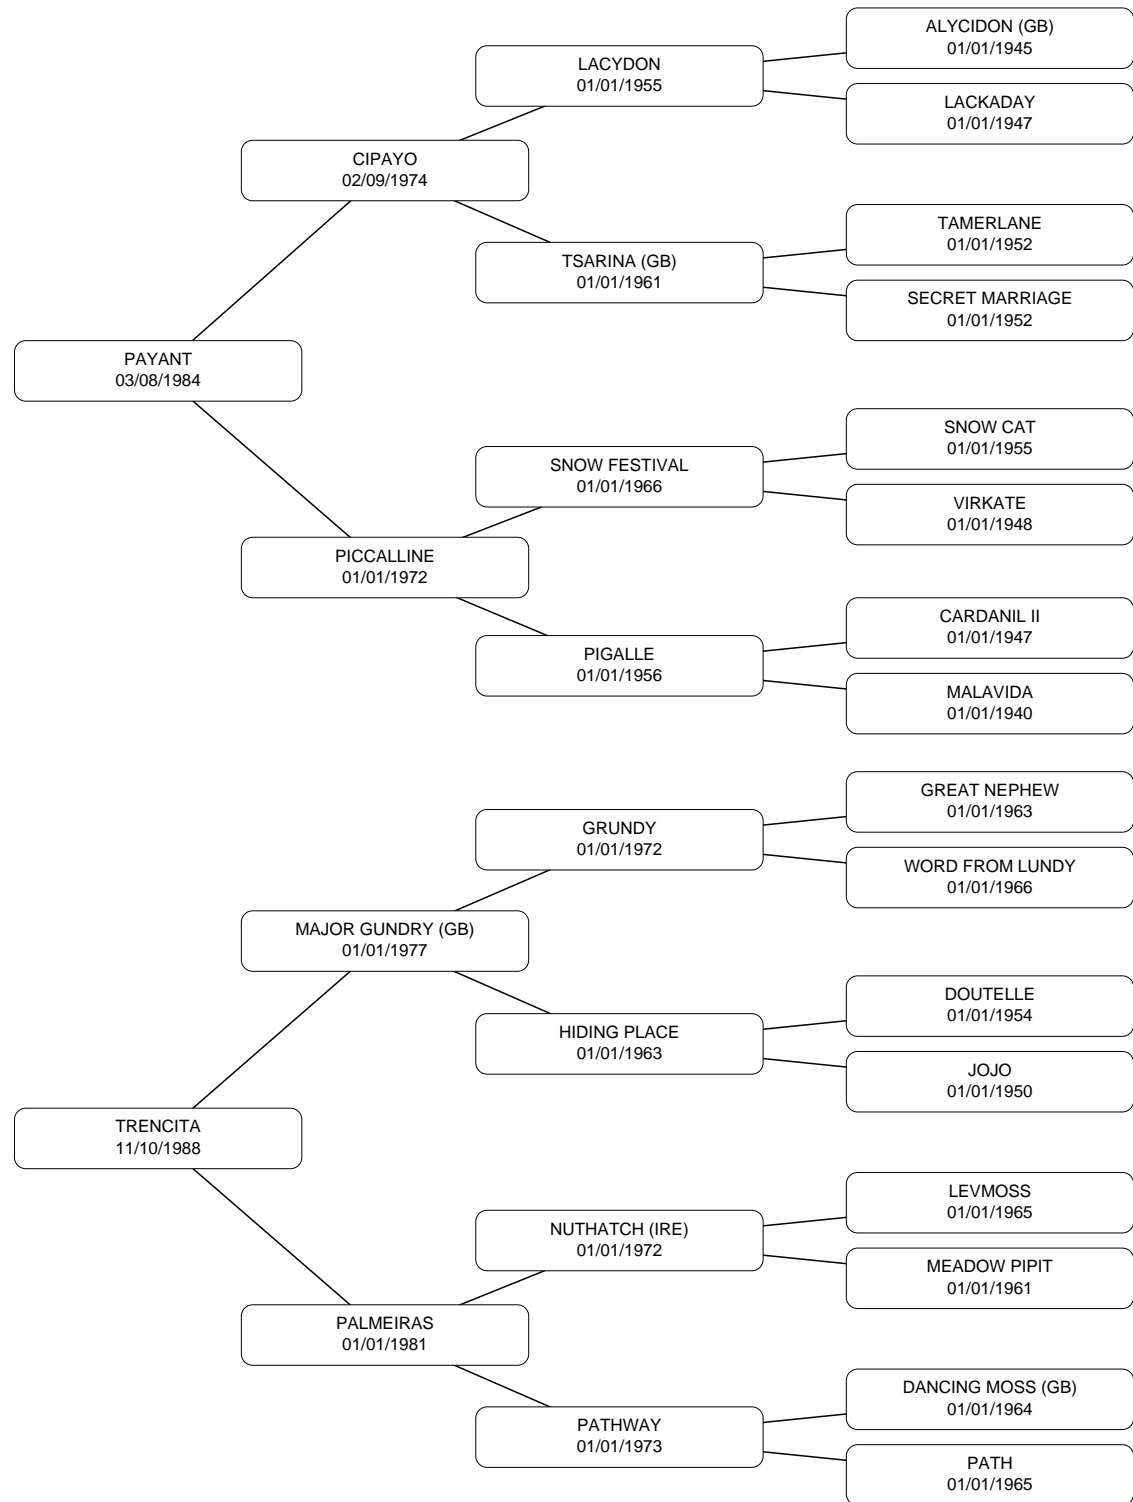 ALYCIDON (GB)
01/01/1945
LACYDON
01/01/1955
LACKADAY
01/01/1947
CIPAYO
02/09/1974
TAMERLANE
01/01/1952
TSARINA (GB)
01/01/1961
SECRET MARRIAGE
01/01/1952
PAYANT
03/08/1984
SNOW CAT
01/01/1955
SNOW FESTIVAL
01/01/1966
VIRKATE
01/01/1948
PICCALLINE
01/01/1972
CARDANIL II
01/01/1947
PIGALLE
01/01/1956
MALAVIDA
01/01/1940
GREAT NEPHEW
01/01/1963
GRUNDY
01/01/1972
WORD FROM LUNDY
01/01/1966
MAJOR GUNDRY (GB)
01/01/1977
DOUTELLE
01/01/1954
HIDING PLACE
01/01/1963
JOJO
01/01/1950
TRENCITA
11/10/1988
LEVMOSS
01/01/1965
NUTHATCH (IRE)
01/01/1972
MEADOW PIPIT
01/01/1961
PALMEIRAS
01/01/1981
DANCING MOSS (GB)
01/01/1964
PATHWAY
01/01/1973
PATH
01/01/1965